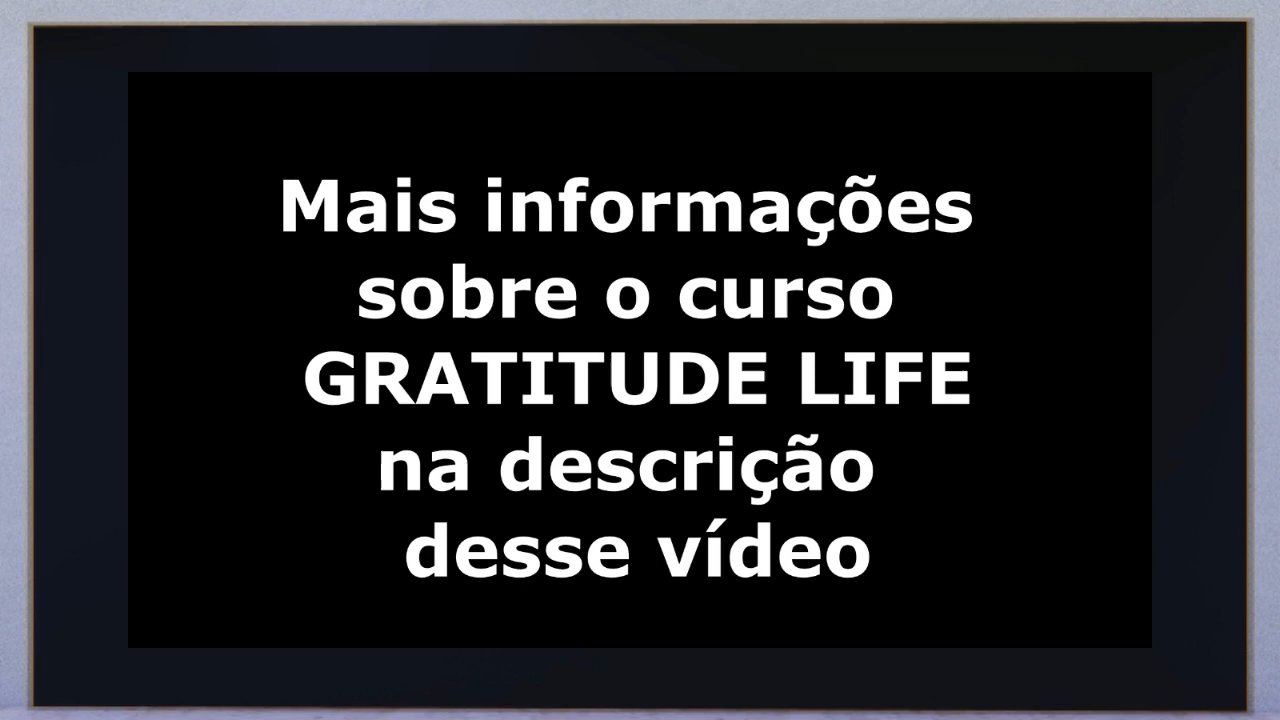 Mais informações
sobre o curso
GRATITUDE LIFE
na descrição
desse vídeo